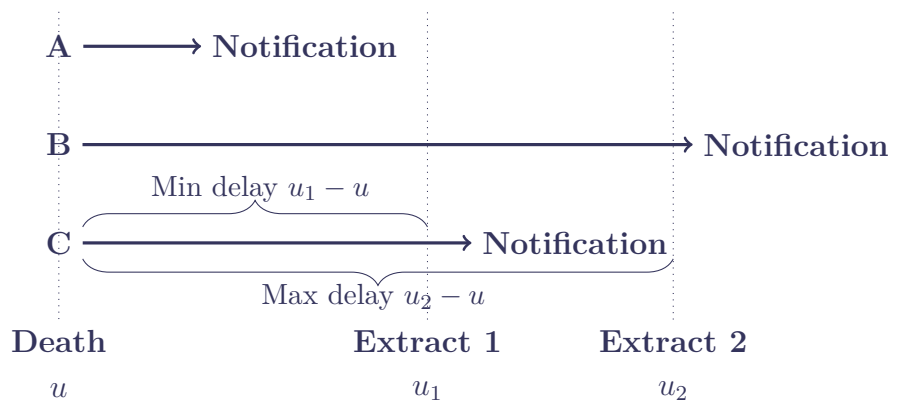 A Notification
B Notification
Min delay u₁ − u
C Notification
Max delay u₂ − u
Death Extract 1 Extract 2
u u₁ u₂